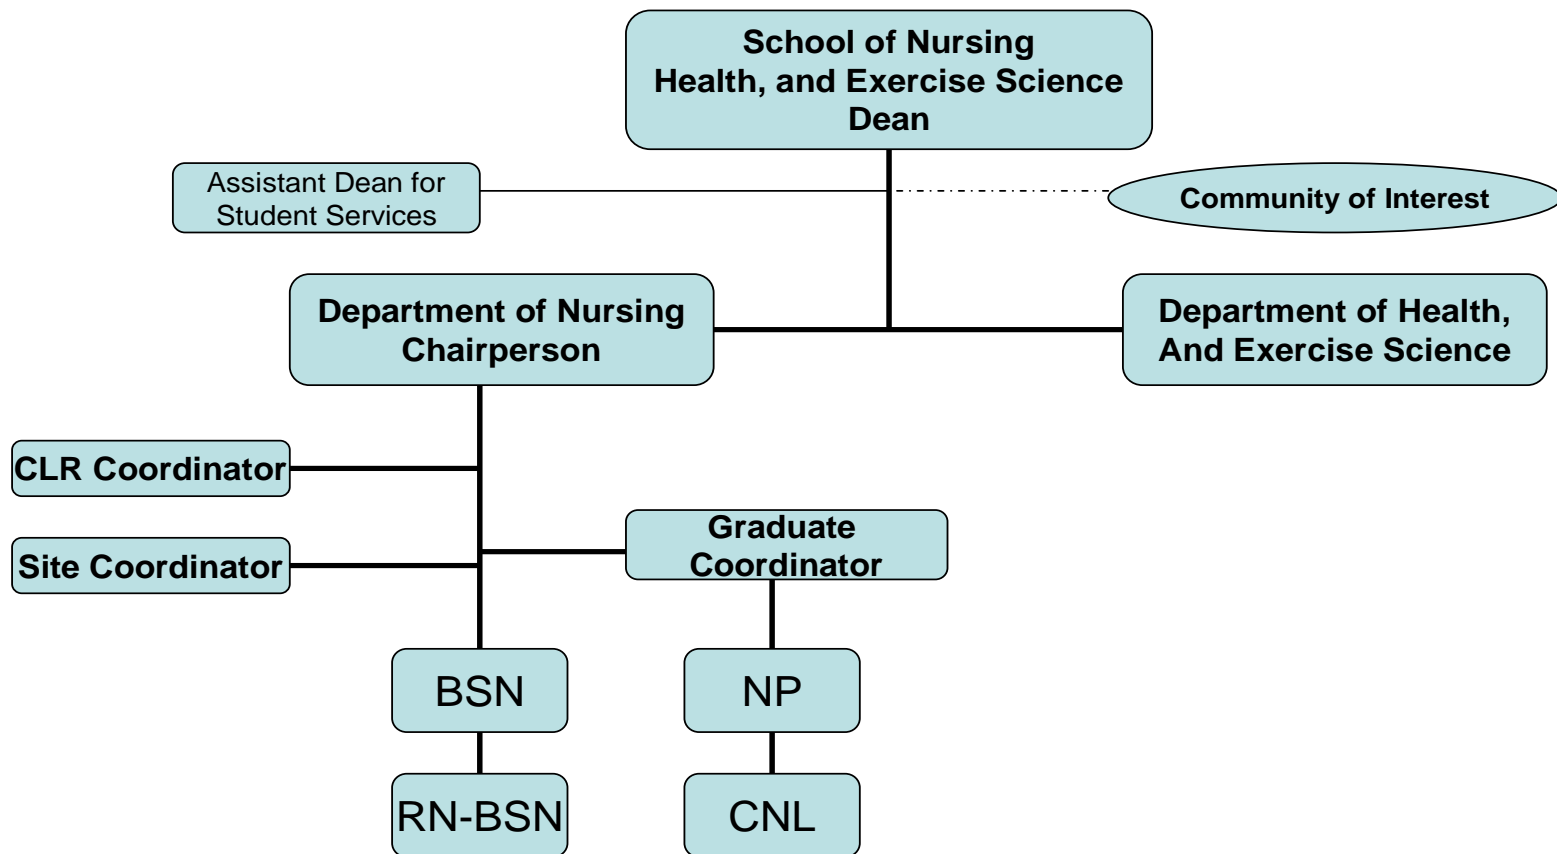 School of Nursing
Health, and Exercise Science
Dean
Assistant Dean for
Student Services
Community of Interest
Department of Nursing
Chairperson
Department of Health,
And Exercise Science
CLR Coordinator
Graduate
Coordinator
Site Coordinator
BSN
NP
RN-BSN
CNL